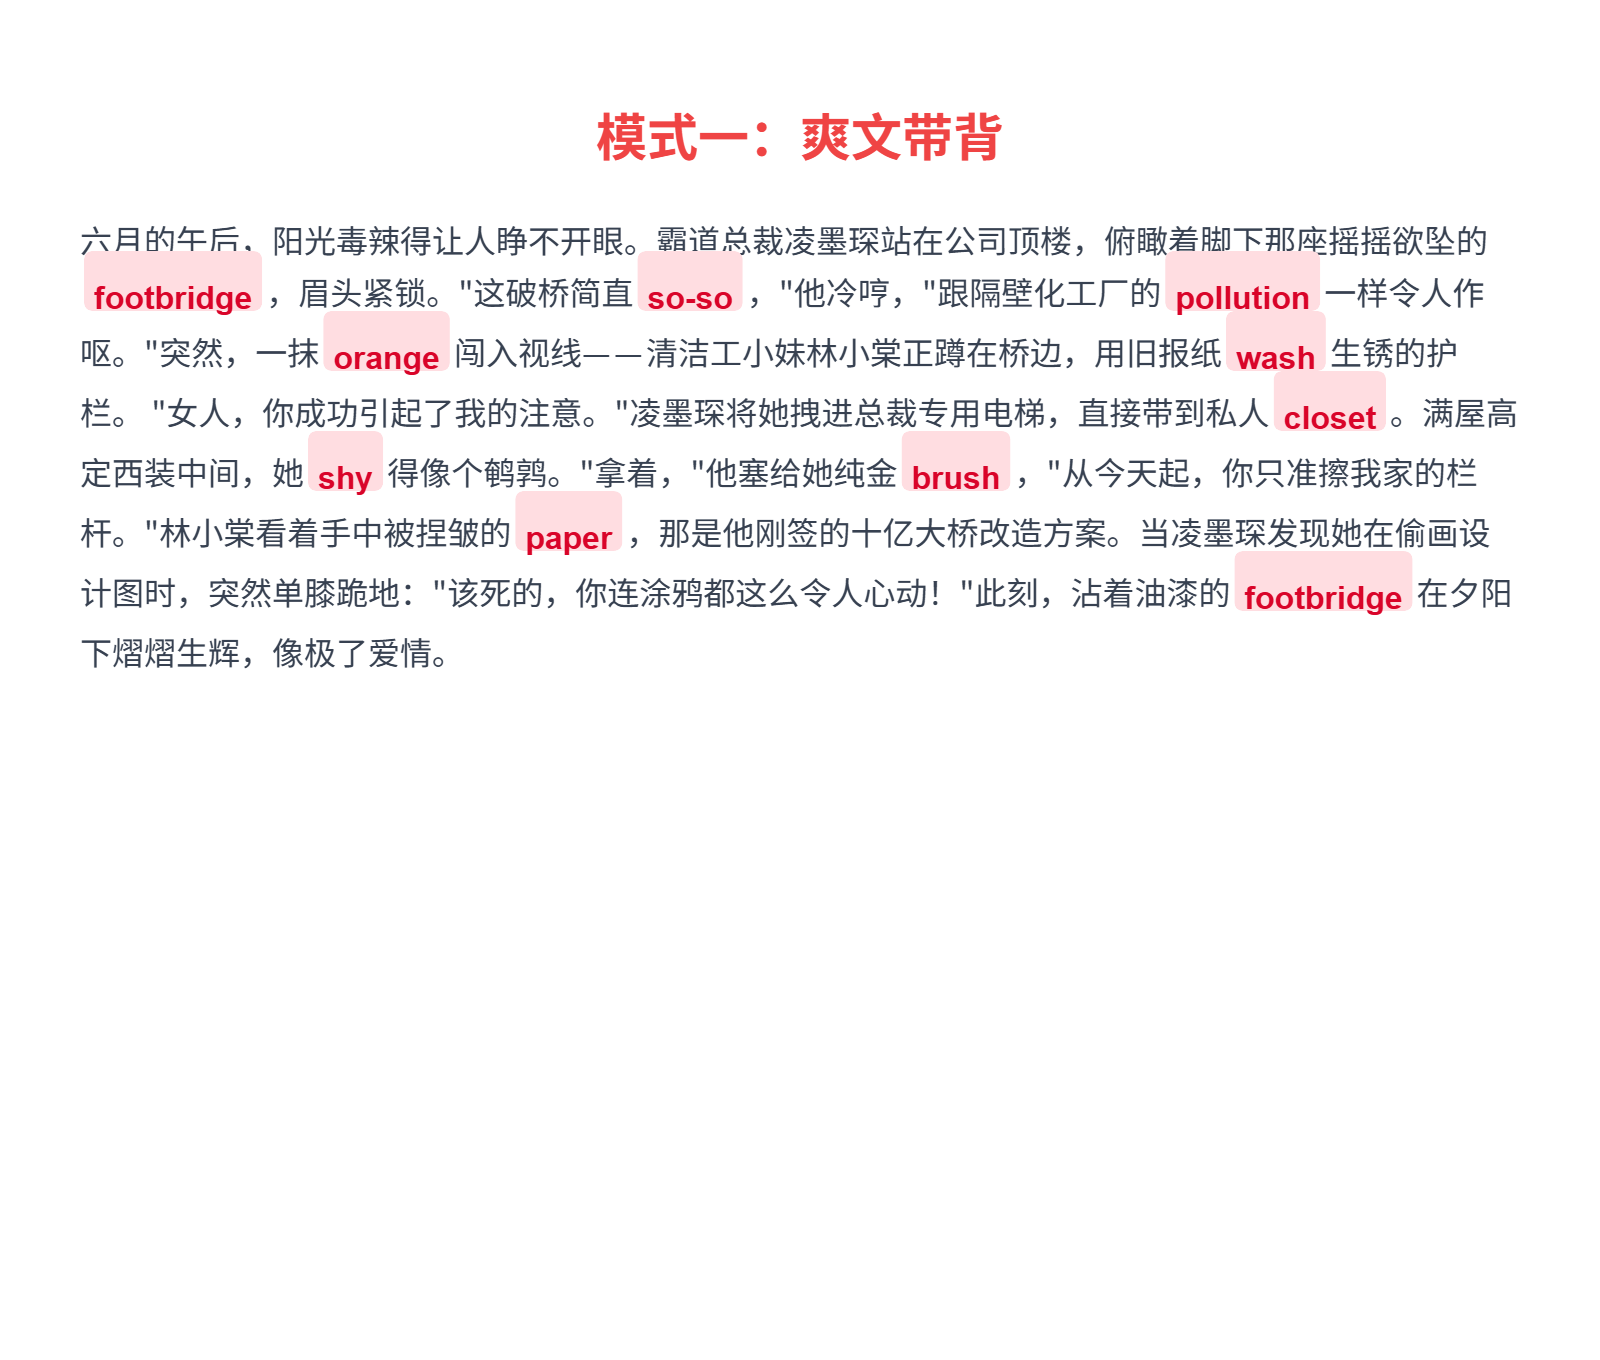 模式一：爽文带背
六月的午后，阳光毒辣得让人睁不开眼。霸道总裁凌墨琛站在公司顶楼，俯瞰着脚下那座摇摇欲坠的
footbridge ，眉头紧锁。"这破桥简直 so-so ，"他冷哼，"跟隔壁化工厂的 pollution 一样令人作
呕。"突然，一抹 orange 闯入视线——清洁工小妹林小棠正蹲在桥边，用旧报纸 wash 生锈的护
栏。 "女人，你成功引起了我的注意。"凌墨琛将她拽进总裁专用电梯，直接带到私人 closet 。满屋高
定西装中间，她 shy 得像个鹌鹑。"拿着，"他塞给她纯金 brush ，"从今天起，你只准擦我家的栏
杆。"林小棠看着手中被捏皱的 paper ，那是他刚签的十亿大桥改造方案。当凌墨琛发现她在偷画设
计图时，突然单膝跪地："该死的，你连涂鸦都这么令人心动！"此刻，沾着油漆的 footbridge 在夕阳
下熠熠生辉，像极了爱情。